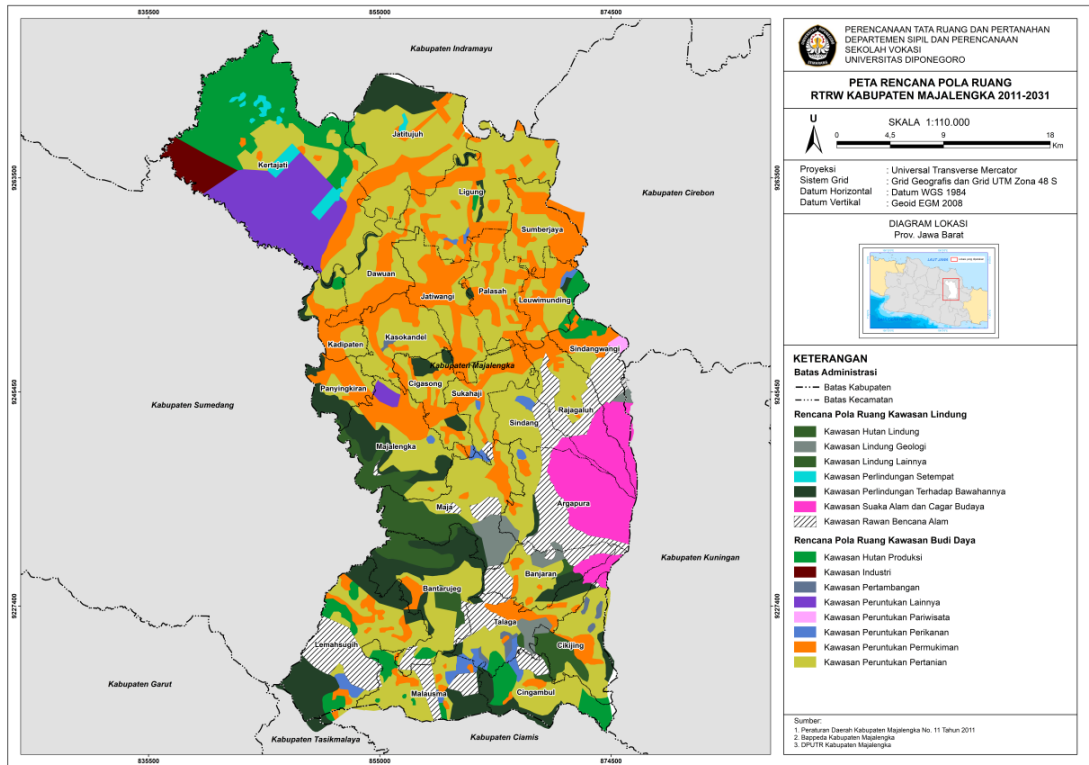 835500
855000
874500
9263500
9245450
9227400
835500
855000
874500
9263500
9245450
9227400
Kabupaten Indramayu
Kabupaten Cirebon
Kabupaten Sumedang
Kabupaten Majalengka
Kabupaten Kuningan
Kabupaten Garut
Kabupaten Tasikmalaya
Kabupaten Ciamis
Jatitujuh
Kertajati
Ligung
Sumberjaya
Dawuan
Jatiwangi
Palasah
Leuwimunding
Kadipaten
Kasokandel
Sindangwangi
Panyingkiran
Cigasong
Sukahaji
Rajagaluh
Sindang
Majalengka
Maja
Argapura
Banjaran
Bantarujeg
Talaga
Lemahsugih
Cikijing
Malausma
Cingambul
PERENCANAAN TATA RUANG DAN PERTANAHAN
DEPARTEMEN SIPIL DAN PERENCANAAN
SEKOLAH VOKASI
UNIVERSITAS DIPONEGORO
PETA RENCANA POLA RUANG
RTRW KABUPATEN MAJALENGKA 2011-2031
U
SKALA 1:110.000
0 4,5 9 18
Km
Proyeksi : Universal Transverse Mercator
Sistem Grid : Grid Geografis dan Grid UTM Zona 48 S
Datum Horizontal : Datum WGS 1984
Datum Vertikal : Geoid EGM 2008
DIAGRAM LOKASI
Prov. Jawa Barat
KETERANGAN
Batas Administrasi
Batas Kabupaten
Batas Kecamatan
Rencana Pola Ruang Kawasan Lindung
Kawasan Hutan Lindung
Kawasan Lindung Geologi
Kawasan Lindung Lainnya
Kawasan Perlindungan Setempat
Kawasan Perlindungan Terhadap Bawahannya
Kawasan Suaka Alam dan Cagar Budaya
Kawasan Rawan Bencana Alam
Rencana Pola Ruang Kawasan Budi Daya
Kawasan Hutan Produksi
Kawasan Industri
Kawasan Pertambangan
Kawasan Peruntukan Lainnya
Kawasan Peruntukan Pariwisata
Kawasan Peruntukan Perikanan
Kawasan Peruntukan Permukiman
Kawasan Peruntukan Pertanian
Sumber:
1. Peraturan Daerah Kabupaten Majalengka No. 11 Tahun 2011
2. Bappeda Kabupaten Majalengka
3. DPUTR Kabupaten Majalengka